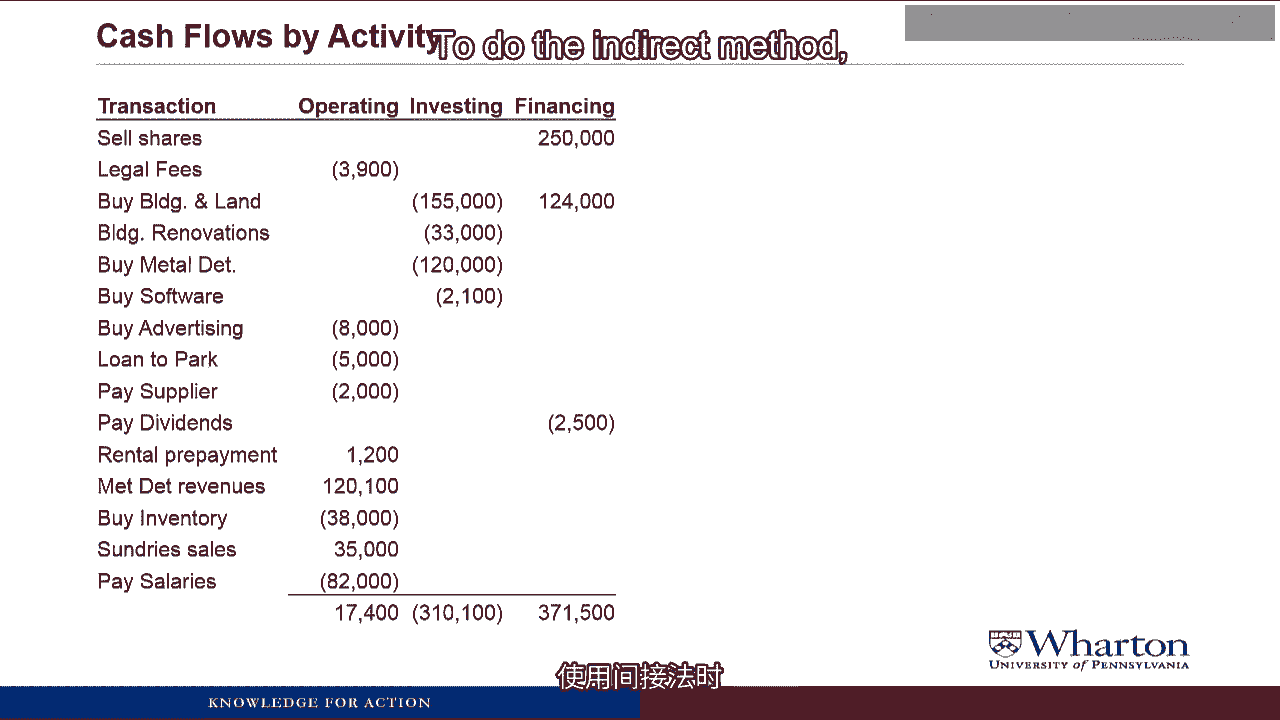 Cash Flows by Activity
To do the indirect method,
Transaction Operating Investing Financing
Sell shares 250,000
Legal Fees (3,900)
Buy Bldg. & Land (155,000) 124,000
Bldg. Renovations (33,000)
Buy Metal Det. (120,000)
Buy Software (2,100)
Buy Advertising (8,000)
Loan to Park (5,000)
Pay Supplier (2,000)
Pay Dividends (2,500)
Rental prepayment 1,200
Met Det revenues 120,100
Buy Inventory (38,000)
Sundries sales 35,000
Pay Salaries (82,000)
17,400 (310,100) 371,500
Wharton
UNIVERSITY of PENNSYLVANIA
使用间接法时
KNOWLEDGE FOR ACTION